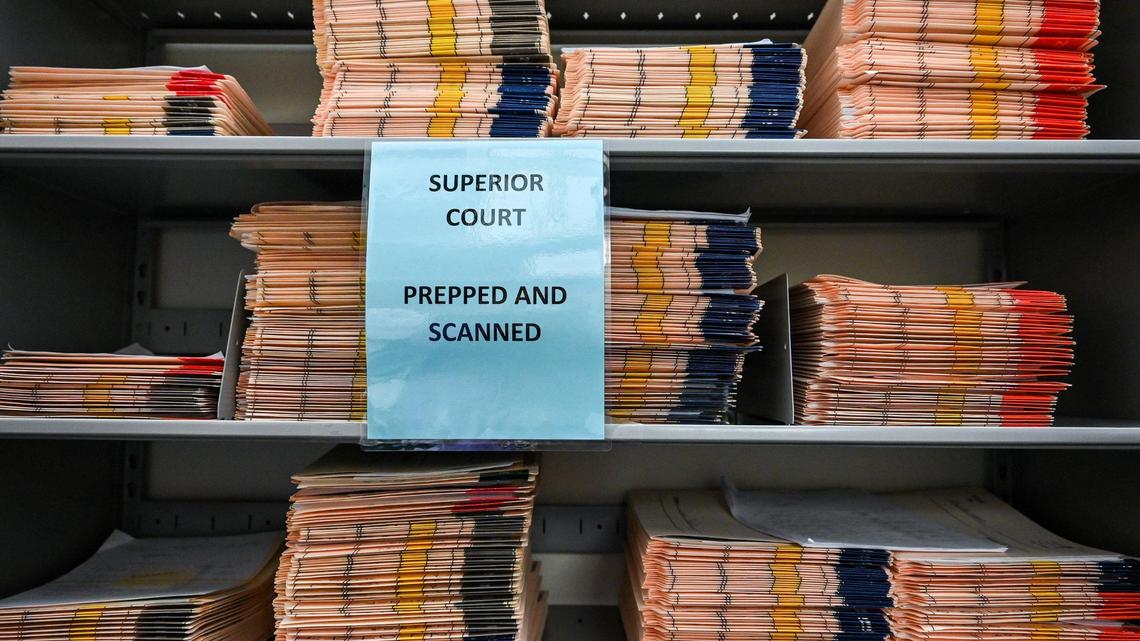 SUPERIOR
COURT
PREPPED AND
SCANNED